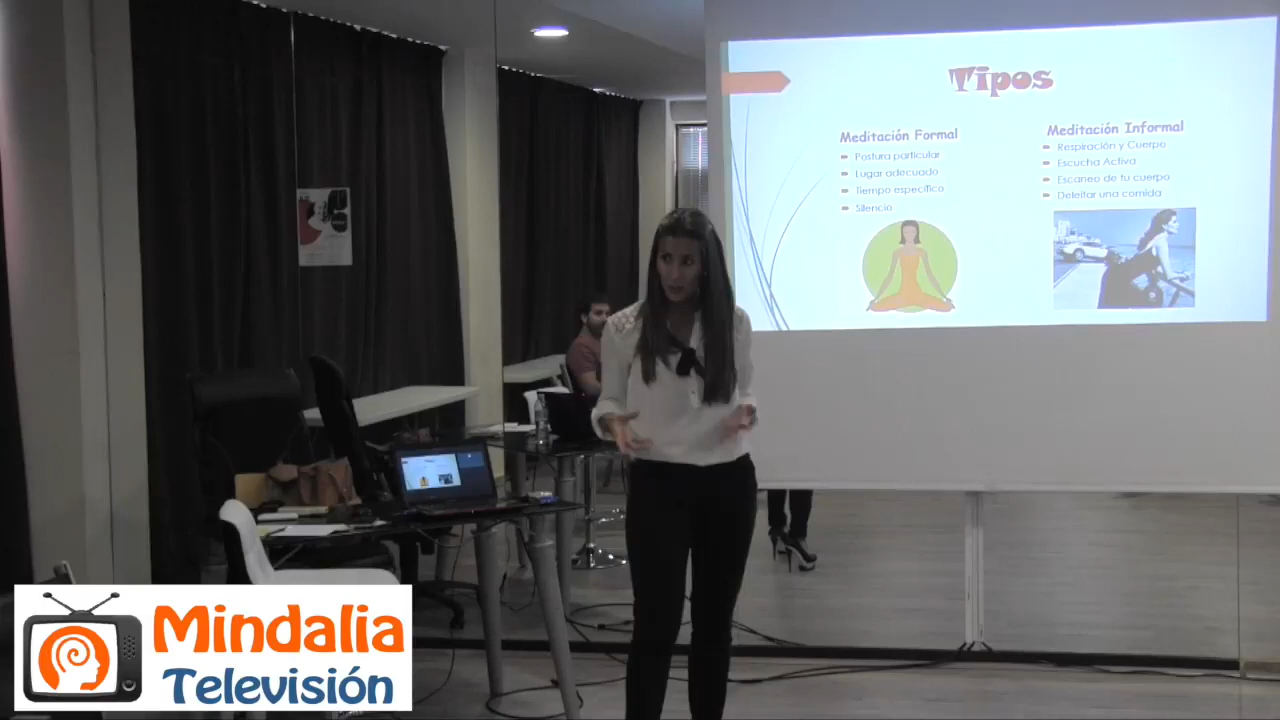 Tipos
Meditación Formal
Postura particular
Lugar adecuado
Tiempo específico
Silencio
Meditación Informal
Respiración y Cuerpo
Escucha Activa
Escaneo de tu cuerpo
Deleitar una comida
Mindalia
Televisión